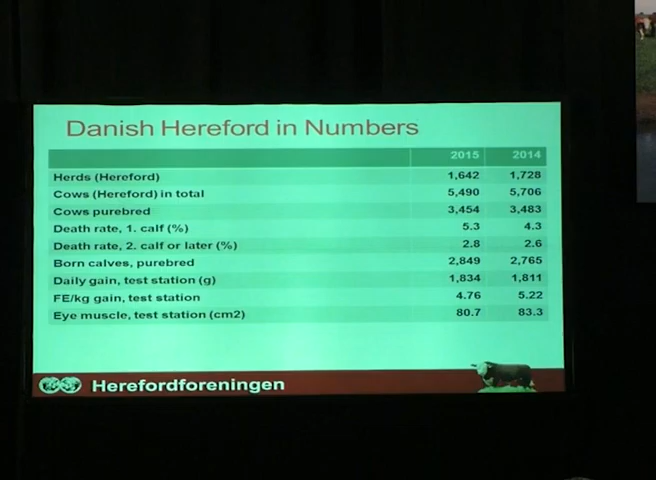 Danish Hereford in Numbers
2015 2014
Herds (Hereford) 1,642 1,728
Cows (Hereford) in total 5,490 5,706
Cows purebred 3,454 3,483
Death rate, 1. calf (%) 5.3 4.3
Death rate, 2. calf or later (%) 2.8 2.6
Born calves, purebred 2,849 2,765
Daily gain, test station (g) 1,834 1,811
FE/kg gain, test station 4.76 5.22
Eye muscle, test station (cm2) 80.7 83.3
Herefordforeningen